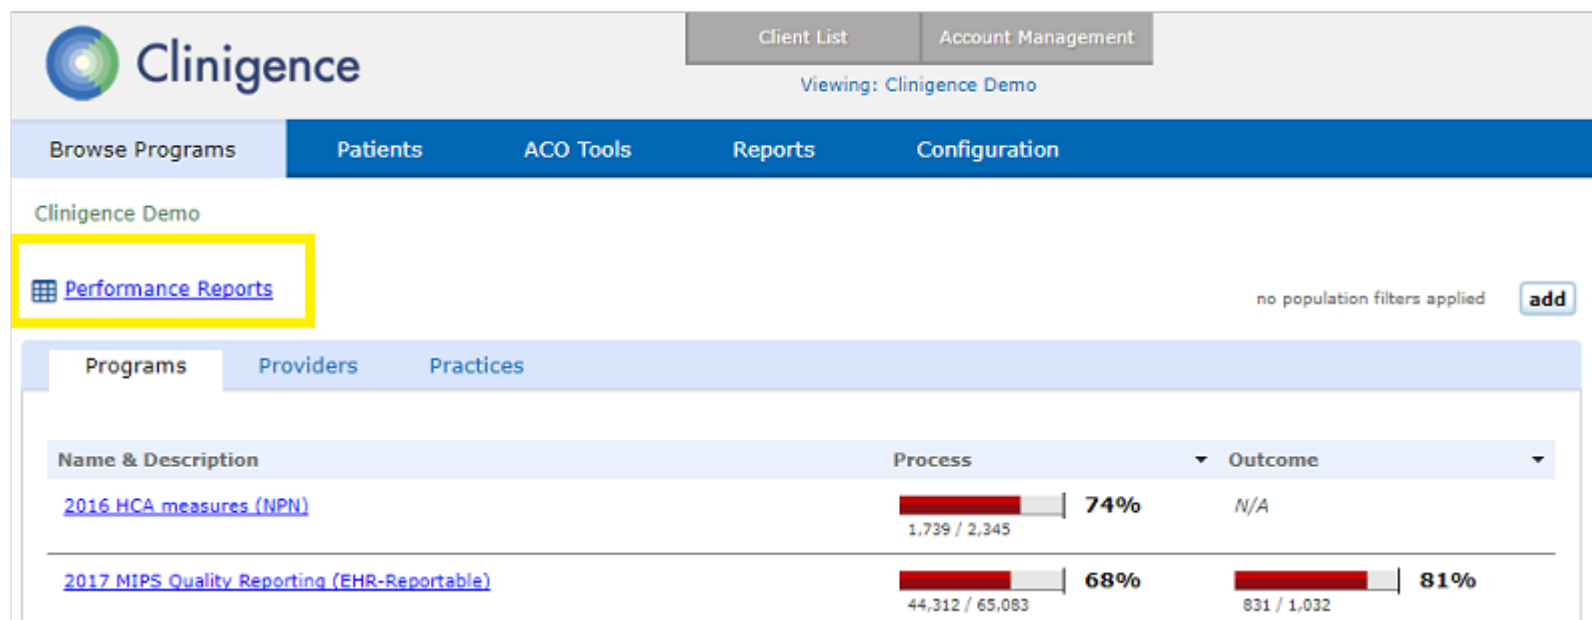 Clinigence
Client List
Account Management
Viewing: Clinigence Demo
Browse Programs
Patients
ACO Tools
Reports
Configuration
Clinigence Demo
Performance Reports
no population filters applied
add
Programs
Providers
Practices
Name & Description
Process
Outcome
2016 HCA measures (NPN)
74%
N/A
1,739 / 2,345
2017 MIPS Quality Reporting (EHR-Reportable)
68%
81%
44,312 / 65,083
831 / 1,032